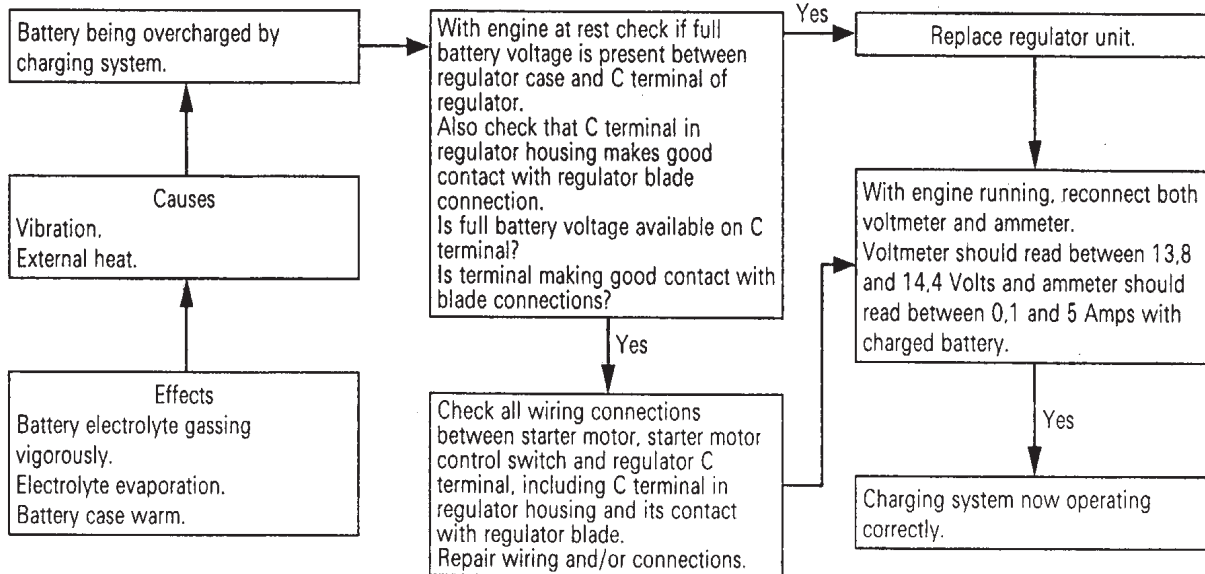 Battery being overcharged by
charging system.
Causes
Vibration.
External heat.
Effects
Battery electrolyte gassing
vigorously.
Electrolyte evaporation.
Battery case warm.
With engine at rest check if full
battery voltage is present between
regulator case and C terminal of
regulator.
Also check that C terminal in
regulator housing makes good
contact with regulator blade
connection.
Is full battery voltage available on C
terminal?
Is terminal making good contact with
blade connections?
Yes
Yes
Check all wiring connections
between starter motor, starter motor
control switch and regulator C
terminal, including C terminal in
regulator housing and its contact
with regulator blade.
Repair wiring and/or connections.
Replace regulator unit.
With engine running, reconnect both
voltmeter and ammeter.
Voltmeter should read between 13,8
and 14,4 Volts and ammeter should
read between 0,1 and 5 Amps with
charged battery.
Yes
Charging system now operating
correctly.